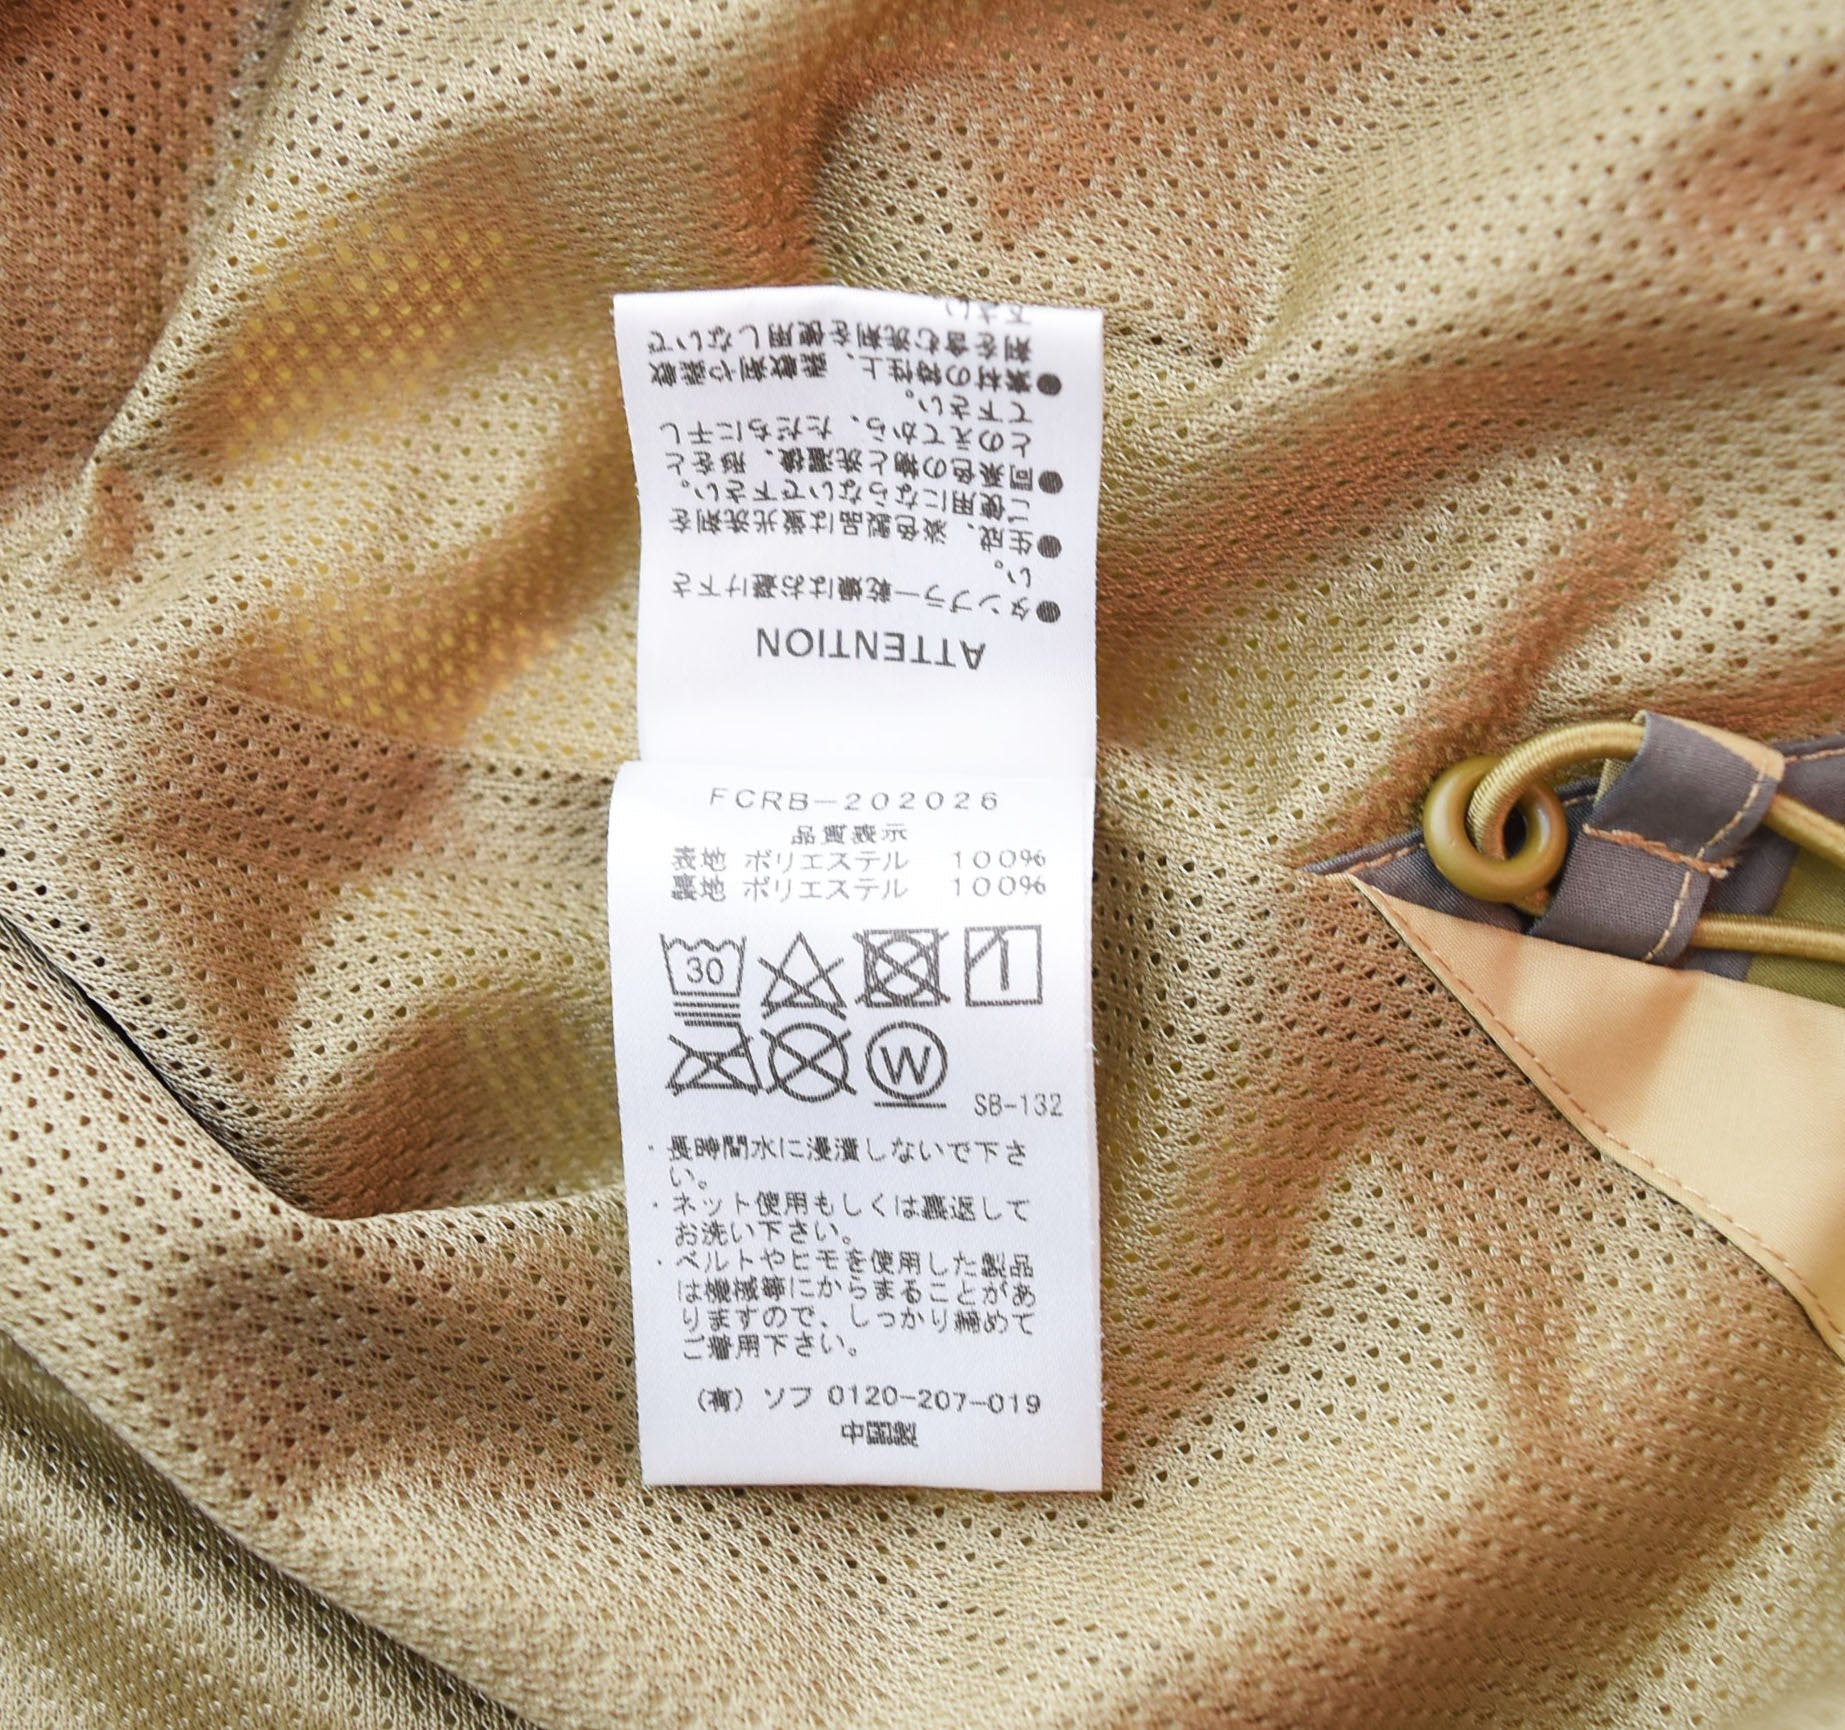 FCRB-202026
品質表示
表地 ポリエステル 100%
裏地 ポリエステル 100%
30
W
SB-132
・長時間水に浸漬しないで下さ
い。
・ネット使用もしくは裏返して
お洗い下さい。
・ベルトやヒモを使用した製品
は機械等にからまることがあ
りますので、しっかり締めて
ご着用下さい。
(有) ソフ 0120-207-019
中国製
ATTENTION
●タンブラー乾燥はお避け下さ
い。
●生成、淡色製品は蛍光洗剤を
ご使用にならないで下さい。
●同系色の物と洗濯後、形をと
とのえてから、ただちに干し
て下さい。
●素材の特性上、柔軟剤や柔軟
剤を含む洗剤を使用しないで
下さい